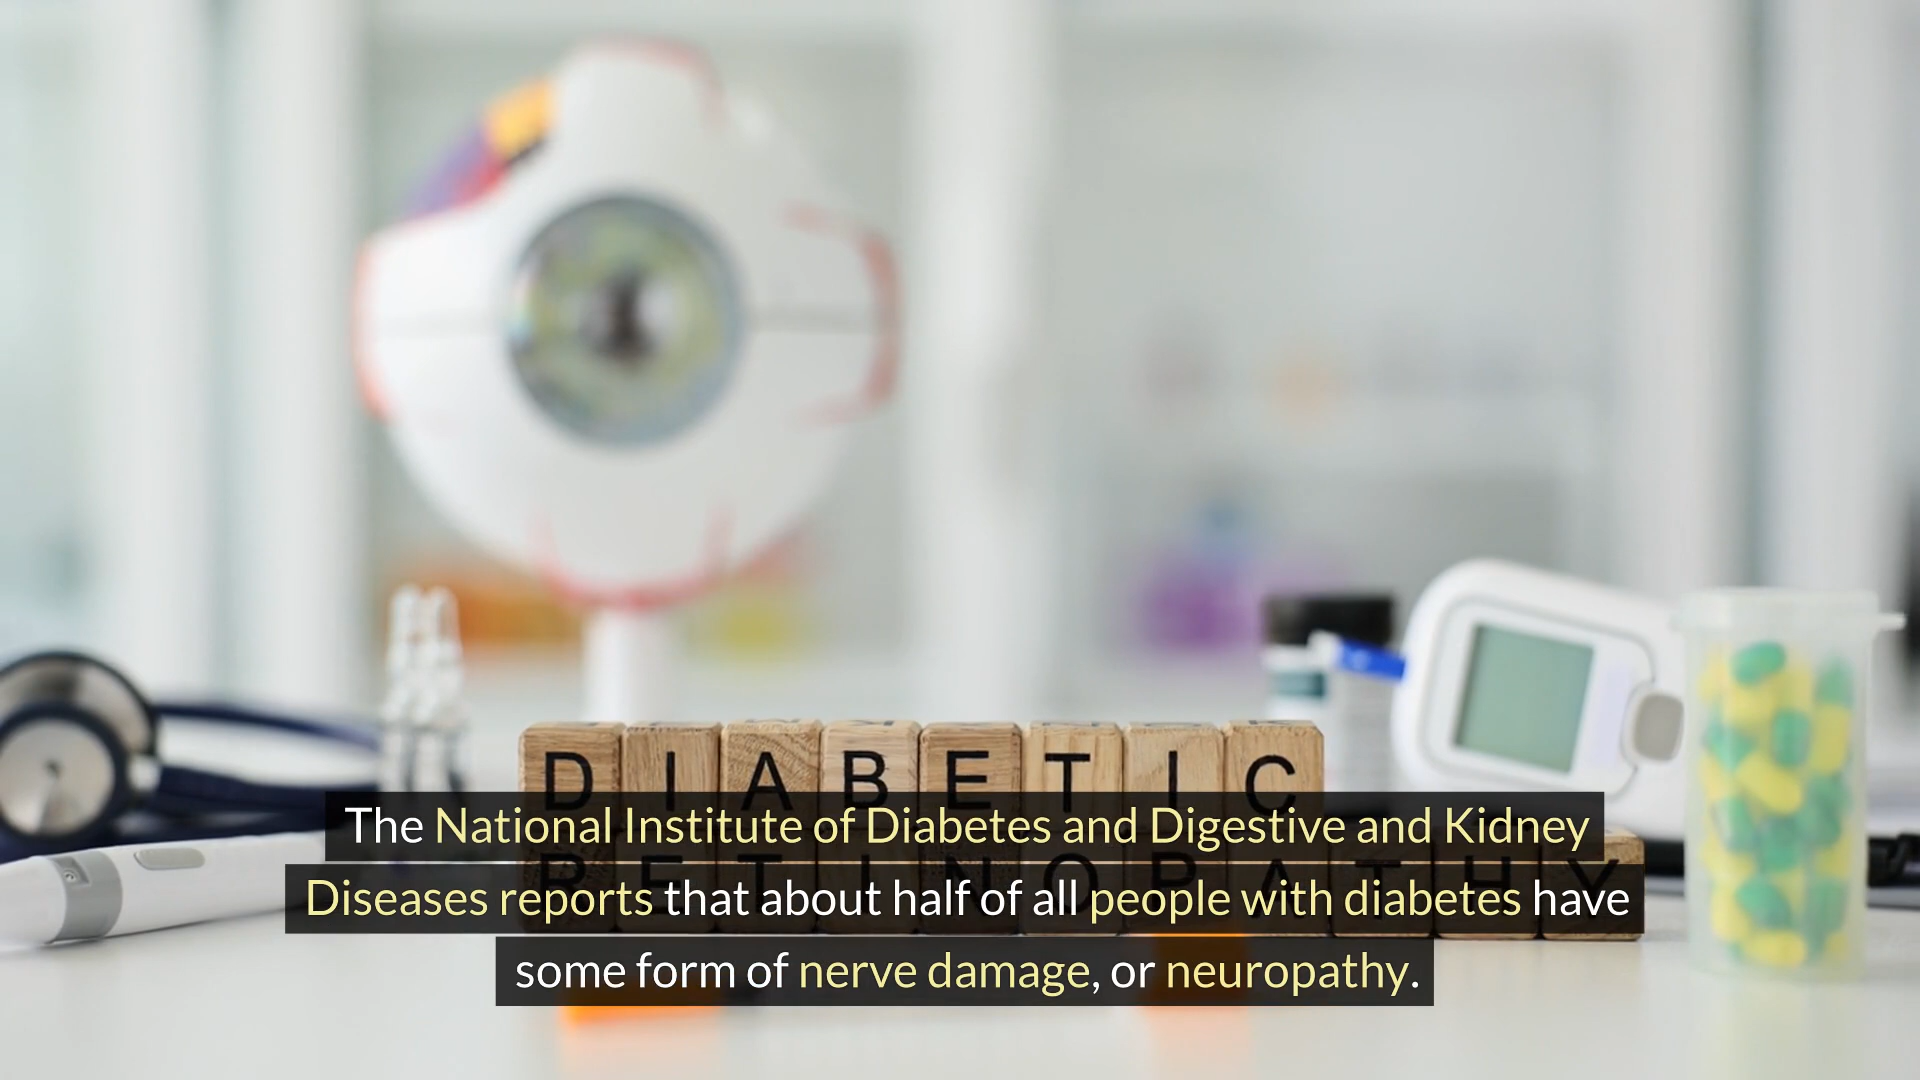 DIABETIC
RETINOPATHY
The National Institute of Diabetes and Digestive and Kidney
Diseases reports that about half of all people with diabetes have
some form of nerve damage, or neuropathy.